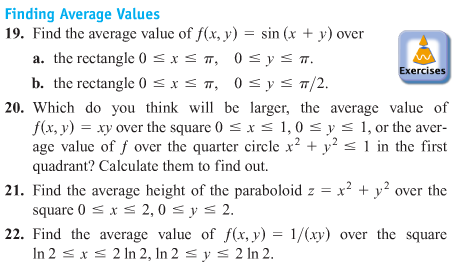 Finding Average Values
19. Find the average value of f(x, y) = sin (x + y) over
a. the rectangle 0 ≤ x ≤ π, 0 ≤ y ≤ π.
b. the rectangle 0 ≤ x ≤ π, 0 ≤ y ≤ π/2.
Exercises
20. Which do you think will be larger, the average value of
f(x, y) = xy over the square 0 ≤ x ≤ 1, 0 ≤ y ≤ 1, or the aver-
age value of f over the quarter circle x² + y² ≤ 1 in the first
quadrant? Calculate them to find out.
21. Find the average height of the paraboloid z = x² + y² over the
square 0 ≤ x ≤ 2, 0 ≤ y ≤ 2.
22. Find the average value of f(x, y) = 1/(xy) over the square
ln 2 ≤ x ≤ 2 ln 2, ln 2 ≤ y ≤ 2 ln 2.